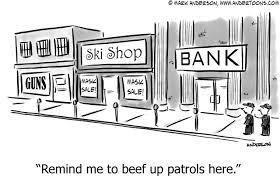 © MARK ANDERSON, WWW.ANDERTOONS.COM
Ski Shop
BANK
GUNS
MASK
SALE!
MASK
SALE!
ANDERSON
"Remind me to beef up patrols here."